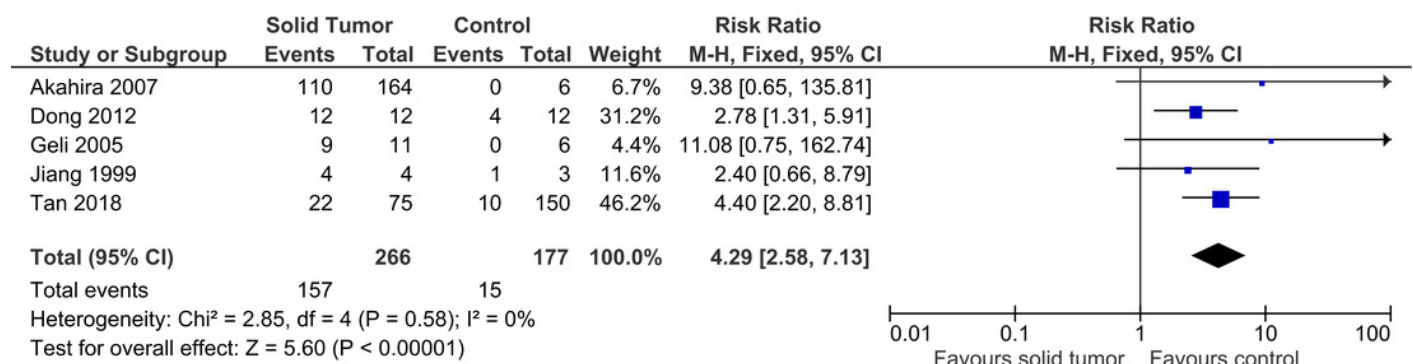 Solid Tumor Control Risk Ratio Risk Ratio
Study or Subgroup Events Total Events Total Weight M-H, Fixed, 95% CI M-H, Fixed, 95% CI
Akahira 2007 110 164 0 6 6.7% 9.38 [0.65, 135.81]
Dong 2012 12 12 4 12 31.2% 2.78 [1.31, 5.91]
Geli 2005 9 11 0 6 4.4% 11.08 [0.75, 162.74]
Jiang 1999 4 4 1 3 11.6% 2.40 [0.66, 8.79]
Tan 2018 22 75 10 150 46.2% 4.40 [2.20, 8.81]
Total (95% CI) 266 177 100.0% 4.29 [2.58, 7.13]
Total events 157 15
Heterogeneity: Chi² = 2.85, df = 4 (P = 0.58); I² = 0%
Test for overall effect: Z = 5.60 (P < 0.00001)
0.01 0.1 1 10 100
Favours solid tumor Favours control